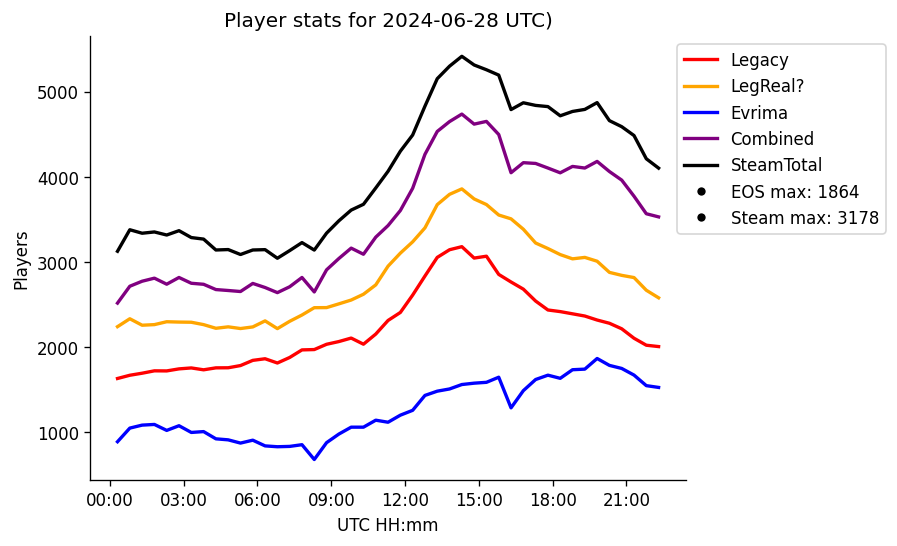 Player stats for 2024-06-28 UTC)
Players
5000
4000
3000
2000
1000
00:00 03:00 06:00 09:00 12:00 15:00 18:00 21:00
UTC HH:mm
Legacy
LegReal?
Evrima
Combined
SteamTotal
EOS max: 1864
Steam max: 3178